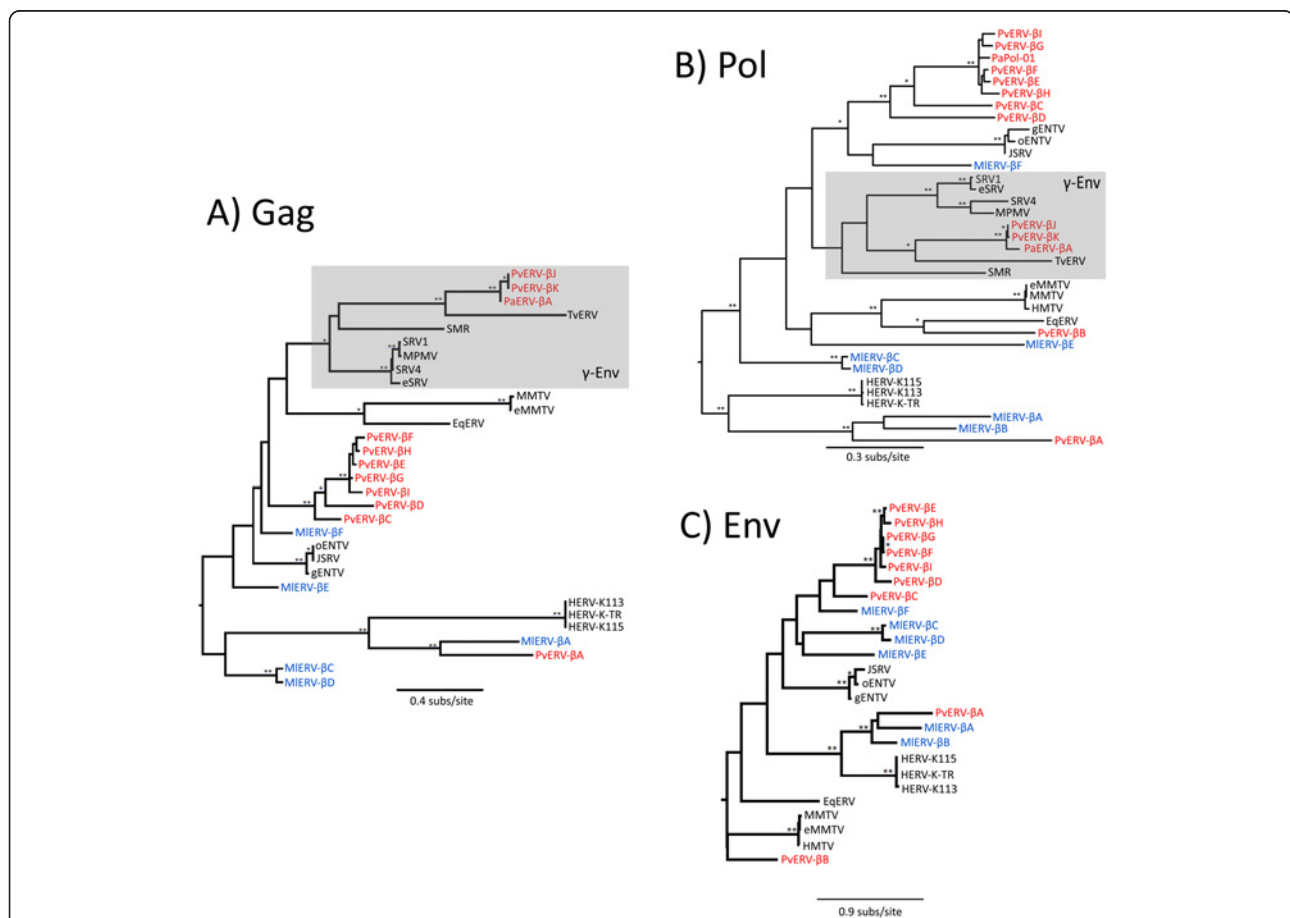 A) Gag
PvERV-βJ
PvERV-βK
PaERV-βA
TvERV
SMR
SRV1
MPMV
SRV4
eSRV
γ-Env
MMTV
eMMTV
EqERV
PvERV-βF
PvERV-βH
PvERV-βE
PvERV-βG
PvERV-βI
PvERV-βD
PvERV-βC
MlERV-βF
oENTV
JSRV
gENTV
MlERV-βE
HERV-K113
HERV-K-TR
HERV-K115
MlERV-βA
PvERV-βA
MlERV-βC
MlERV-βD
0.4 subs/site
B) Pol
PvERV-βI
PvERV-βG
PaPol-01
PvERV-βF
PvERV-βE
PvERV-βH
PvERV-βC
PvERV-βD
gENTV
oENTV
JSRV
MlERV-βF
SRV1
γ-Env
eSRV
SRV4
MPMV
PvERV-βJ
PvERV-βK
PaERV-βA
TvERV
SMR
eMMTV
MMTV
HMTV
EqERV
PvERV-βB
MlERV-βE
MlERV-βC
MlERV-βD
HERV-K115
HERV-K113
HERV-K-TR
MlERV-βA
MlERV-βB
PvERV-βA
0.3 subs/site
C) Env
PvERV-βE
PvERV-βH
PvERV-βG
PvERV-βF
PvERV-βI
PvERV-βD
PvERV-βC
MlERV-βF
MlERV-βC
MlERV-βD
MlERV-βE
JSRV
oENTV
gENTV
PvERV-βA
MlERV-βA
MlERV-βB
HERV-K115
HERV-K-TR
HERV-K113
EqERV
MMTV
eMMTV
HMTV
PvERV-βB
0.9 subs/site